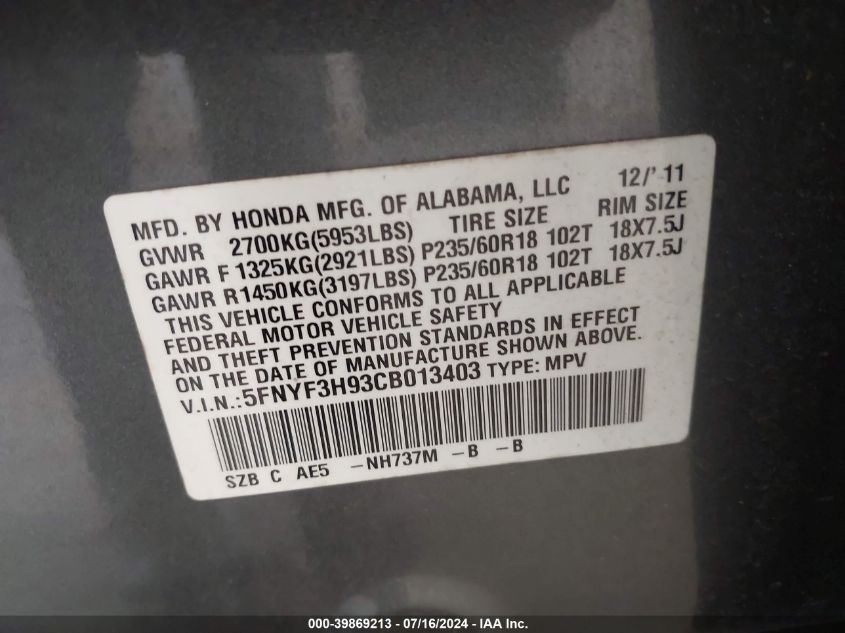 MFD. BY HONDA MFG. OF ALABAMA, LLC 12/'11
GVWR 2700KG(5953LBS) TIRE SIZE RIM SIZE
GAWR F1325KG(2921LBS) P235/60R18 102T 18X7.5J
GAWR R1450KG(3197LBS) P235/60R18 102T 18X7.5J
THIS VEHICLE CONFORMS TO ALL APPLICABLE
FEDERAL MOTOR VEHICLE SAFETY
AND THEFT PREVENTION STANDARDS IN EFFECT
ON THE DATE OF MANUFACTURE SHOWN ABOVE.
V.I.N.:5FNYF3H93CB013403 TYPE: MPV
SZB C AE5 -NH737M -B -B
000-39869213 - 07/16/2024 - IAA Inc.